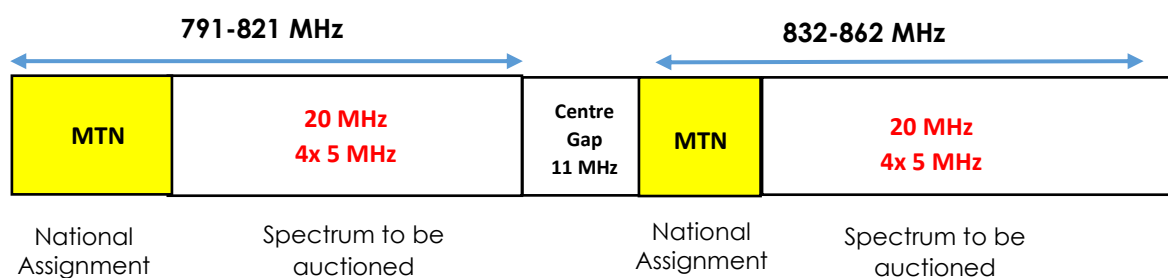 791-821 MHz
832-862 MHz
MTN
20 MHz
4x 5 MHz
Centre
Gap
11 MHz
MTN
20 MHz
4x 5 MHz
National
Assignment
Spectrum to be
auctioned
National
Assignment
Spectrum to be
auctioned